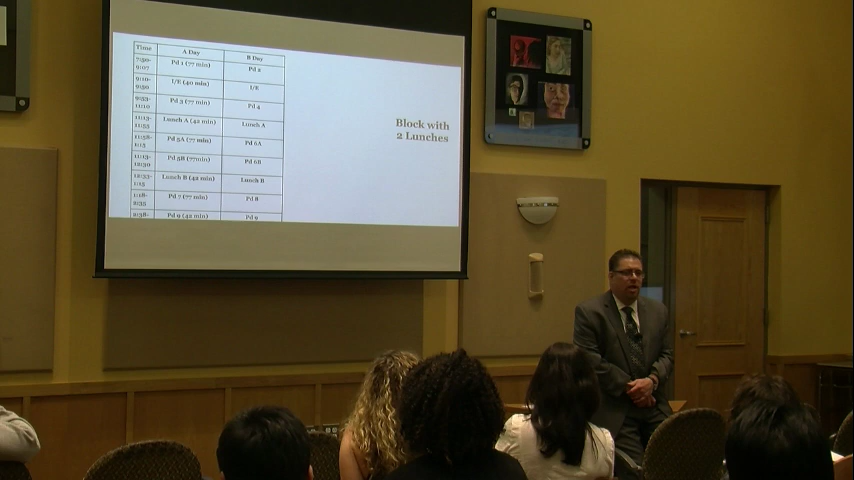 Time A Day B Day
7:50-9:07 Pd 1 (77 min) Pd 2
9:10-9:50 I/E (40 min) I/E
9:53-11:10 Pd 3 (77 min) Pd 4
11:13-11:55 Lunch A (42 min) Lunch A
11:58-1:15 Pd 5A (77 min) Pd 6A
11:13-12:30 Pd 5B (77min) Pd 6B
12:33-1:15 Lunch B (42 min) Lunch B
1:18-2:35 Pd 7 (77 min) Pd 8
2:38- Pd 9 (42 min) Pd 9
Block with
2 Lunches